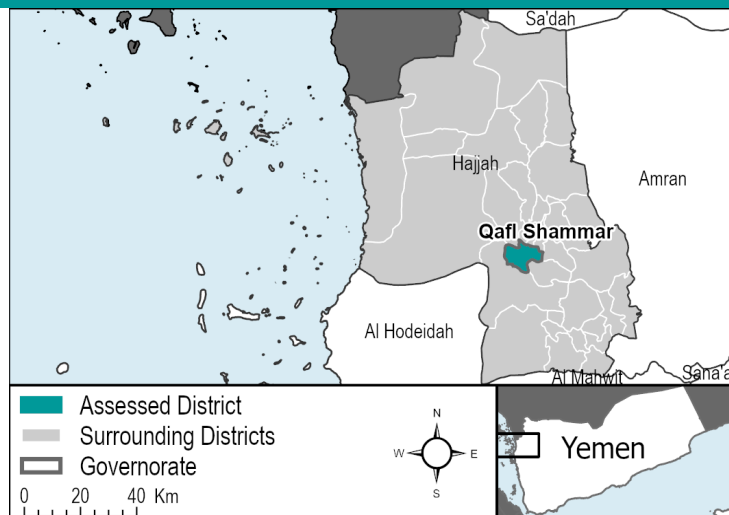 Sa'dah
Hajjah
Amran
Qafl Shammar
Al Hodeidah
Al Mahwit
Sana'a
Assessed District
Surrounding Districts
Governorate
0 20 40 Km
N
W E
S
Yemen